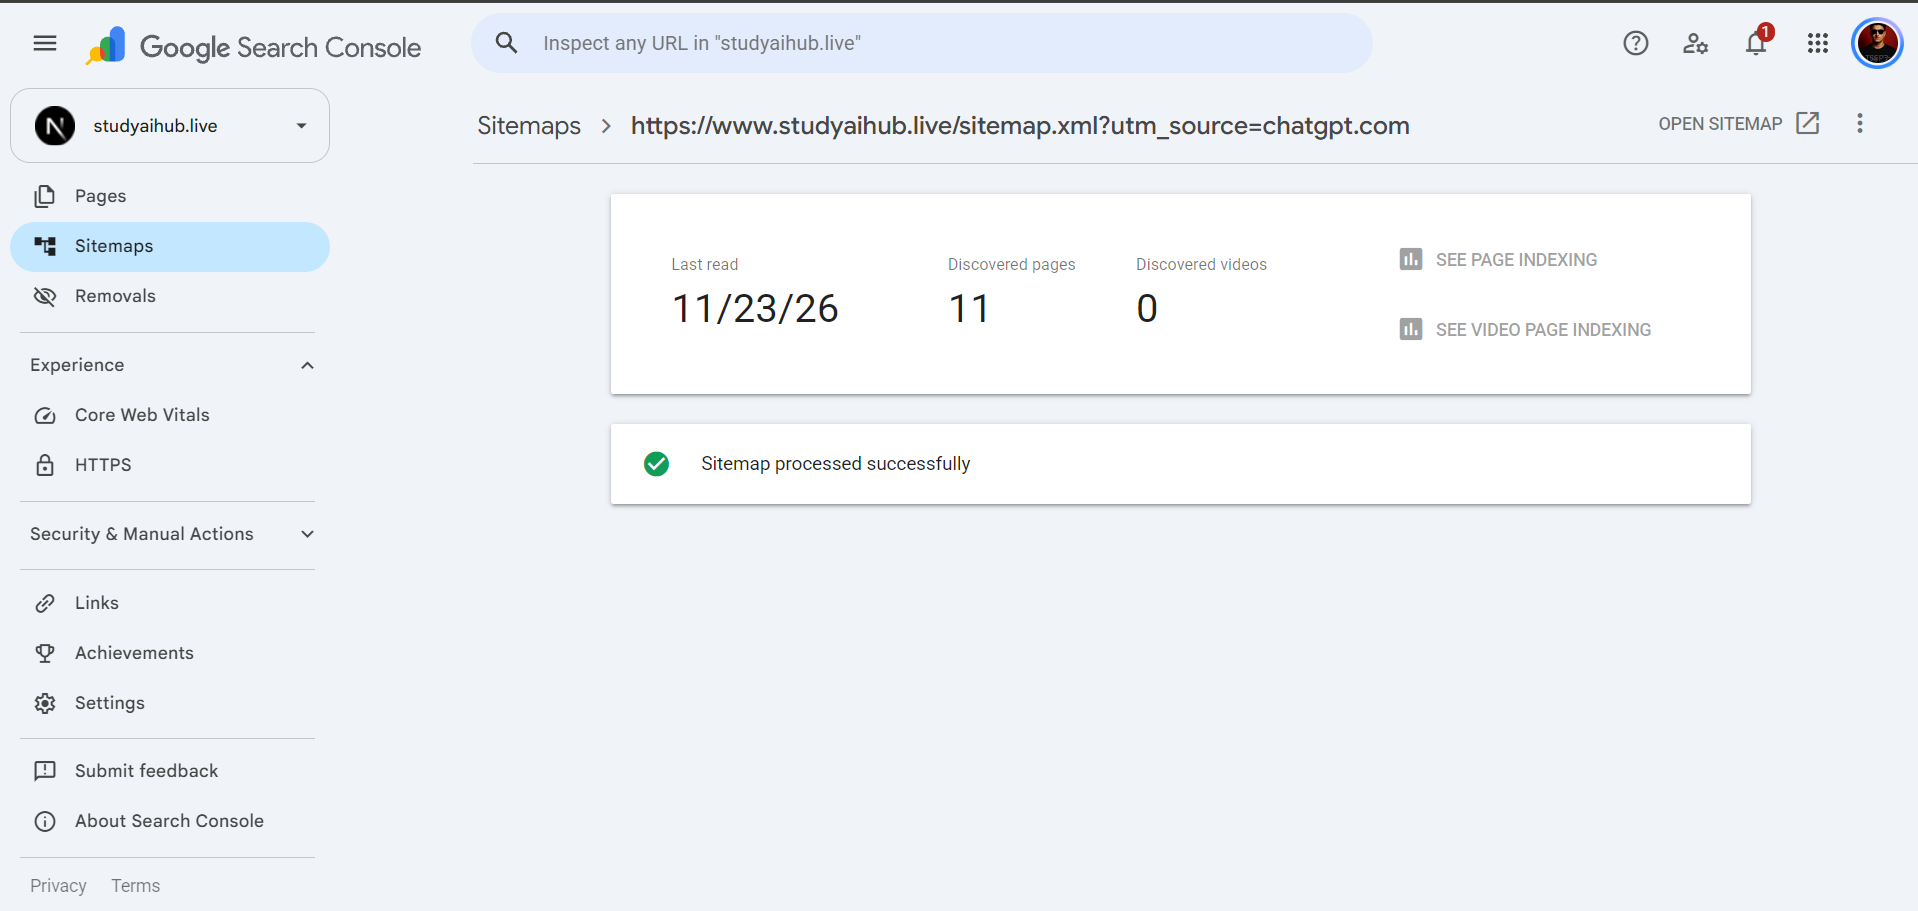 Google Search Console
Inspect any URL in "studyaihub.live"
1
studyaihub.live
Pages
Sitemaps
Removals
Experience
Core Web Vitals
HTTPS
Security & Manual Actions
Links
Achievements
Settings
Submit feedback
About Search Console
Privacy Terms
Sitemaps https://www.studyaihub.live/sitemap.xml?utm_source=chatgpt.com
OPEN SITEMAP
Last read
11/23/26
Discovered pages
11
Discovered videos
0
SEE PAGE INDEXING
SEE VIDEO PAGE INDEXING
Sitemap processed successfully